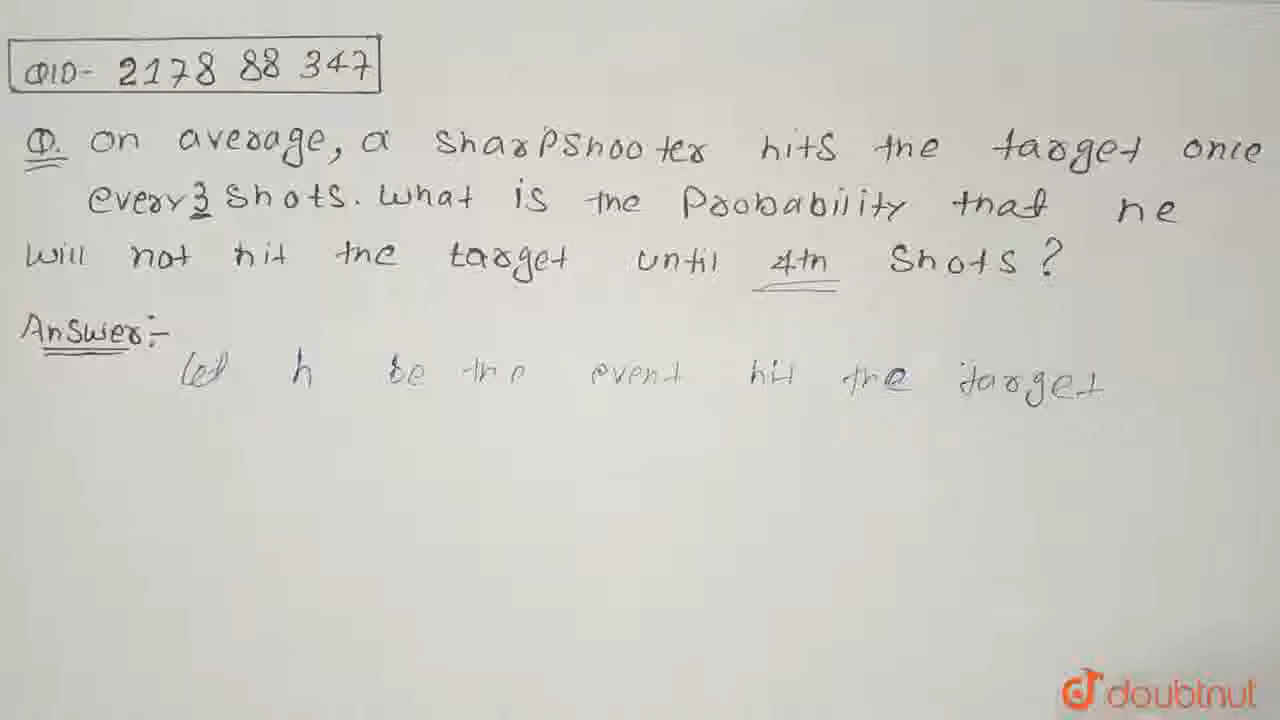 QID- 2178 88 347
Q. on average, a sharpshooter hits the target once
every 3 shots. What is the Probability that he
will not hit the target until 4th shots?
Answer:-
let h be the event hit the target
doubtnut